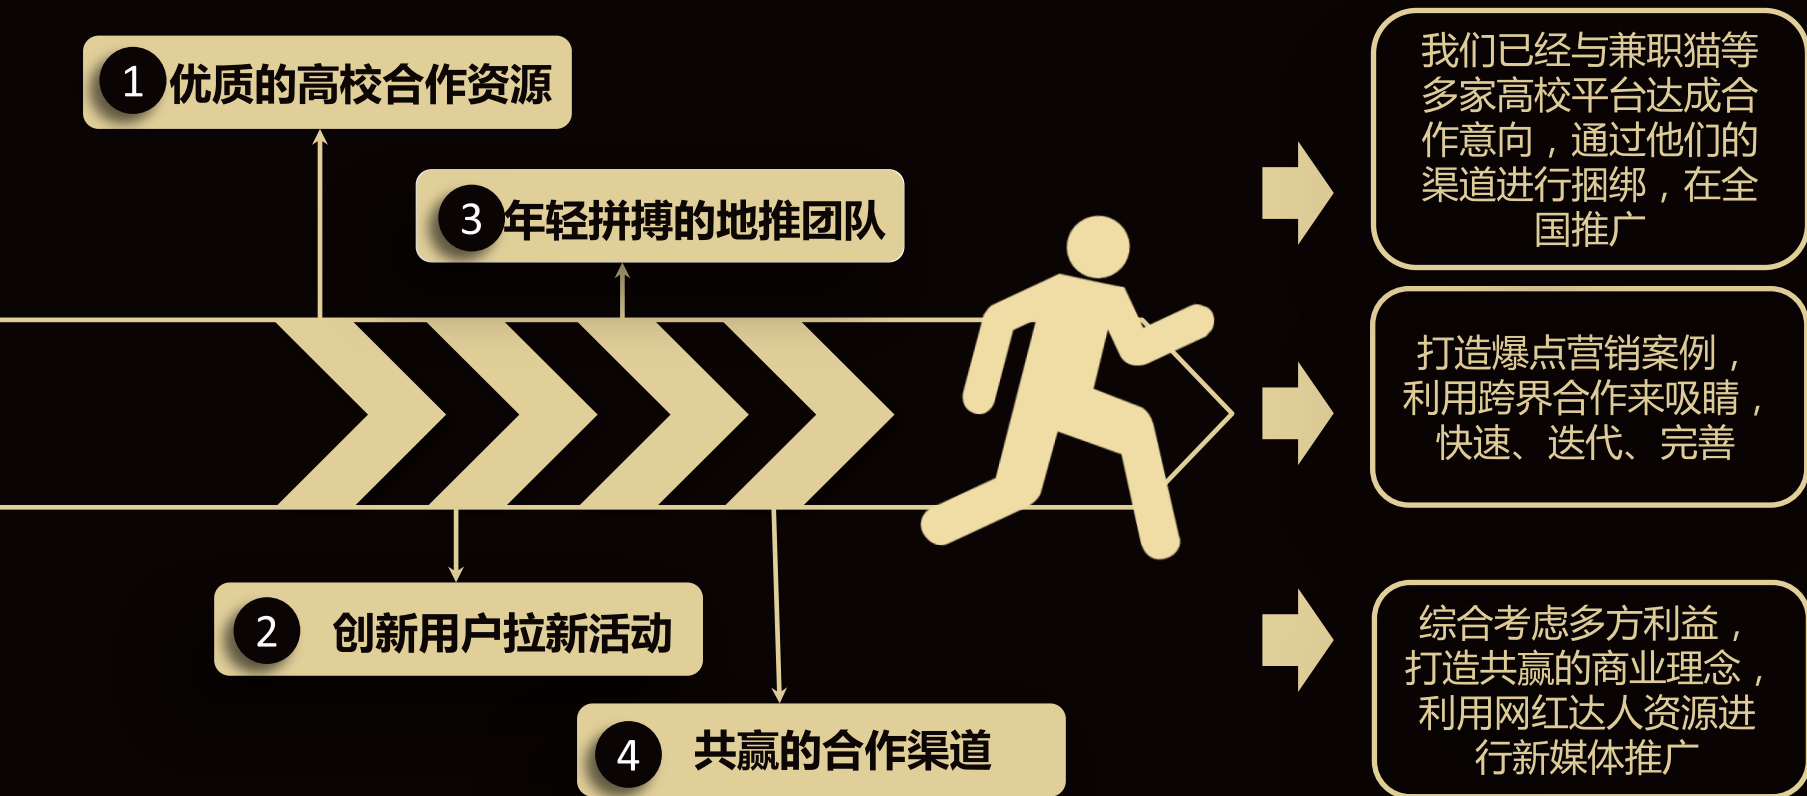 1 优质的高校合作资源
3 年轻拼搏的地推团队
2 创新用户拉新活动
4 共赢的合作渠道
我们已经与兼职猫等
多家高校平台达成合
作意向，通过他们的
渠道进行捆绑，在全
国推广
打造爆点营销案例，
利用跨界合作来吸睛，
快速、迭代、完善
综合考虑多方利益，
打造共赢的商业理念，
利用网红达人资源进
行新媒体推广